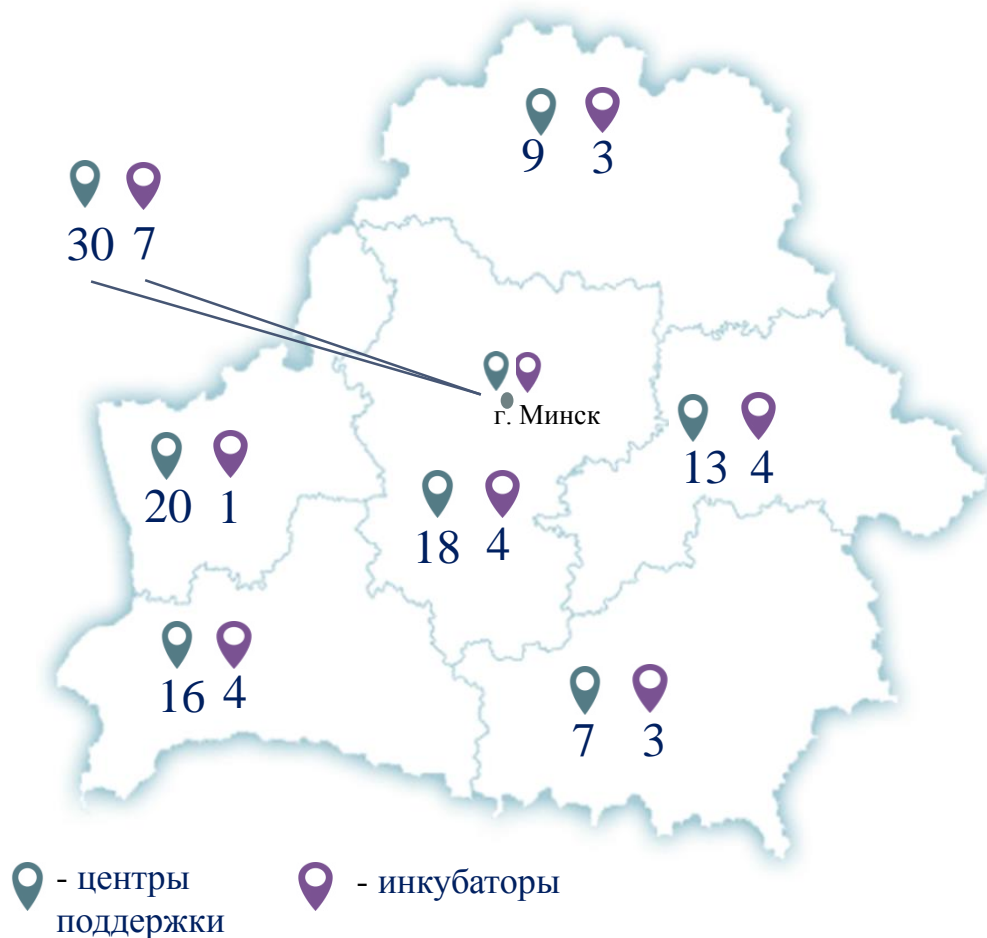 9 3
30 7
г. Минск
13 4
20 1
18 4
16 4
7 3
- центры
поддержки
- инкубаторы